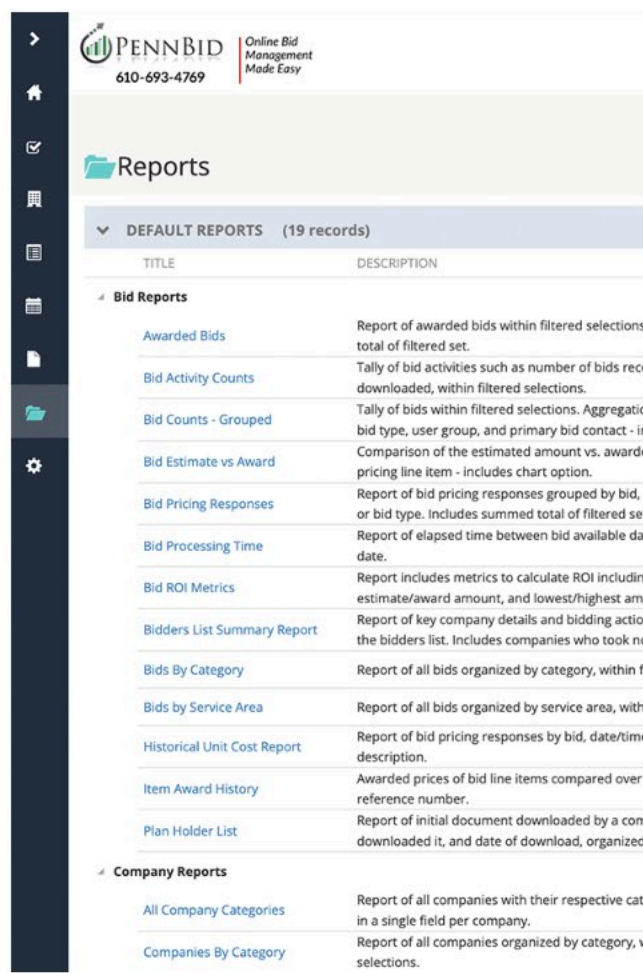 PENNBID
Online Bid
Management
Made Easy
610-693-4769
Reports
DEFAULT REPORTS (19 records)
TITLE DESCRIPTION
Bid Reports
Awarded Bids
Report of awarded bids within filtered selections
total of filtered set.
Bid Activity Counts
Tally of bid activities such as number of bids rec
downloaded, within filtered selections.
Bid Counts - Grouped
Tally of bids within filtered selections. Aggregatio
bid type, user group, and primary bid contact - i
Bid Estimate vs Award
Comparison of the estimated amount vs. awarde
pricing line item - includes chart option.
Bid Pricing Responses
Report of bid pricing responses grouped by bid,
or bid type. Includes summed total of filtered se
Bid Processing Time
Report of elapsed time between bid available da
date.
Bid ROI Metrics
Report includes metrics to calculate ROI includin
estimate/award amount, and lowest/highest am
Bidders List Summary Report
Report of key company details and bidding actio
the bidders list. Includes companies who took n
Bids By Category
Report of all bids organized by category, within f
Bids by Service Area
Report of all bids organized by service area, with
Historical Unit Cost Report
Report of bid pricing responses by bid, date/time
description.
Item Award History
Awarded prices of bid line items compared over
reference number.
Plan Holder List
Report of initial document downloaded by a com
downloaded it, and date of download, organized
Company Reports
All Company Categories
Report of all companies with their respective cat
in a single field per company.
Companies By Category
Report of all companies organized by category, w
selections.